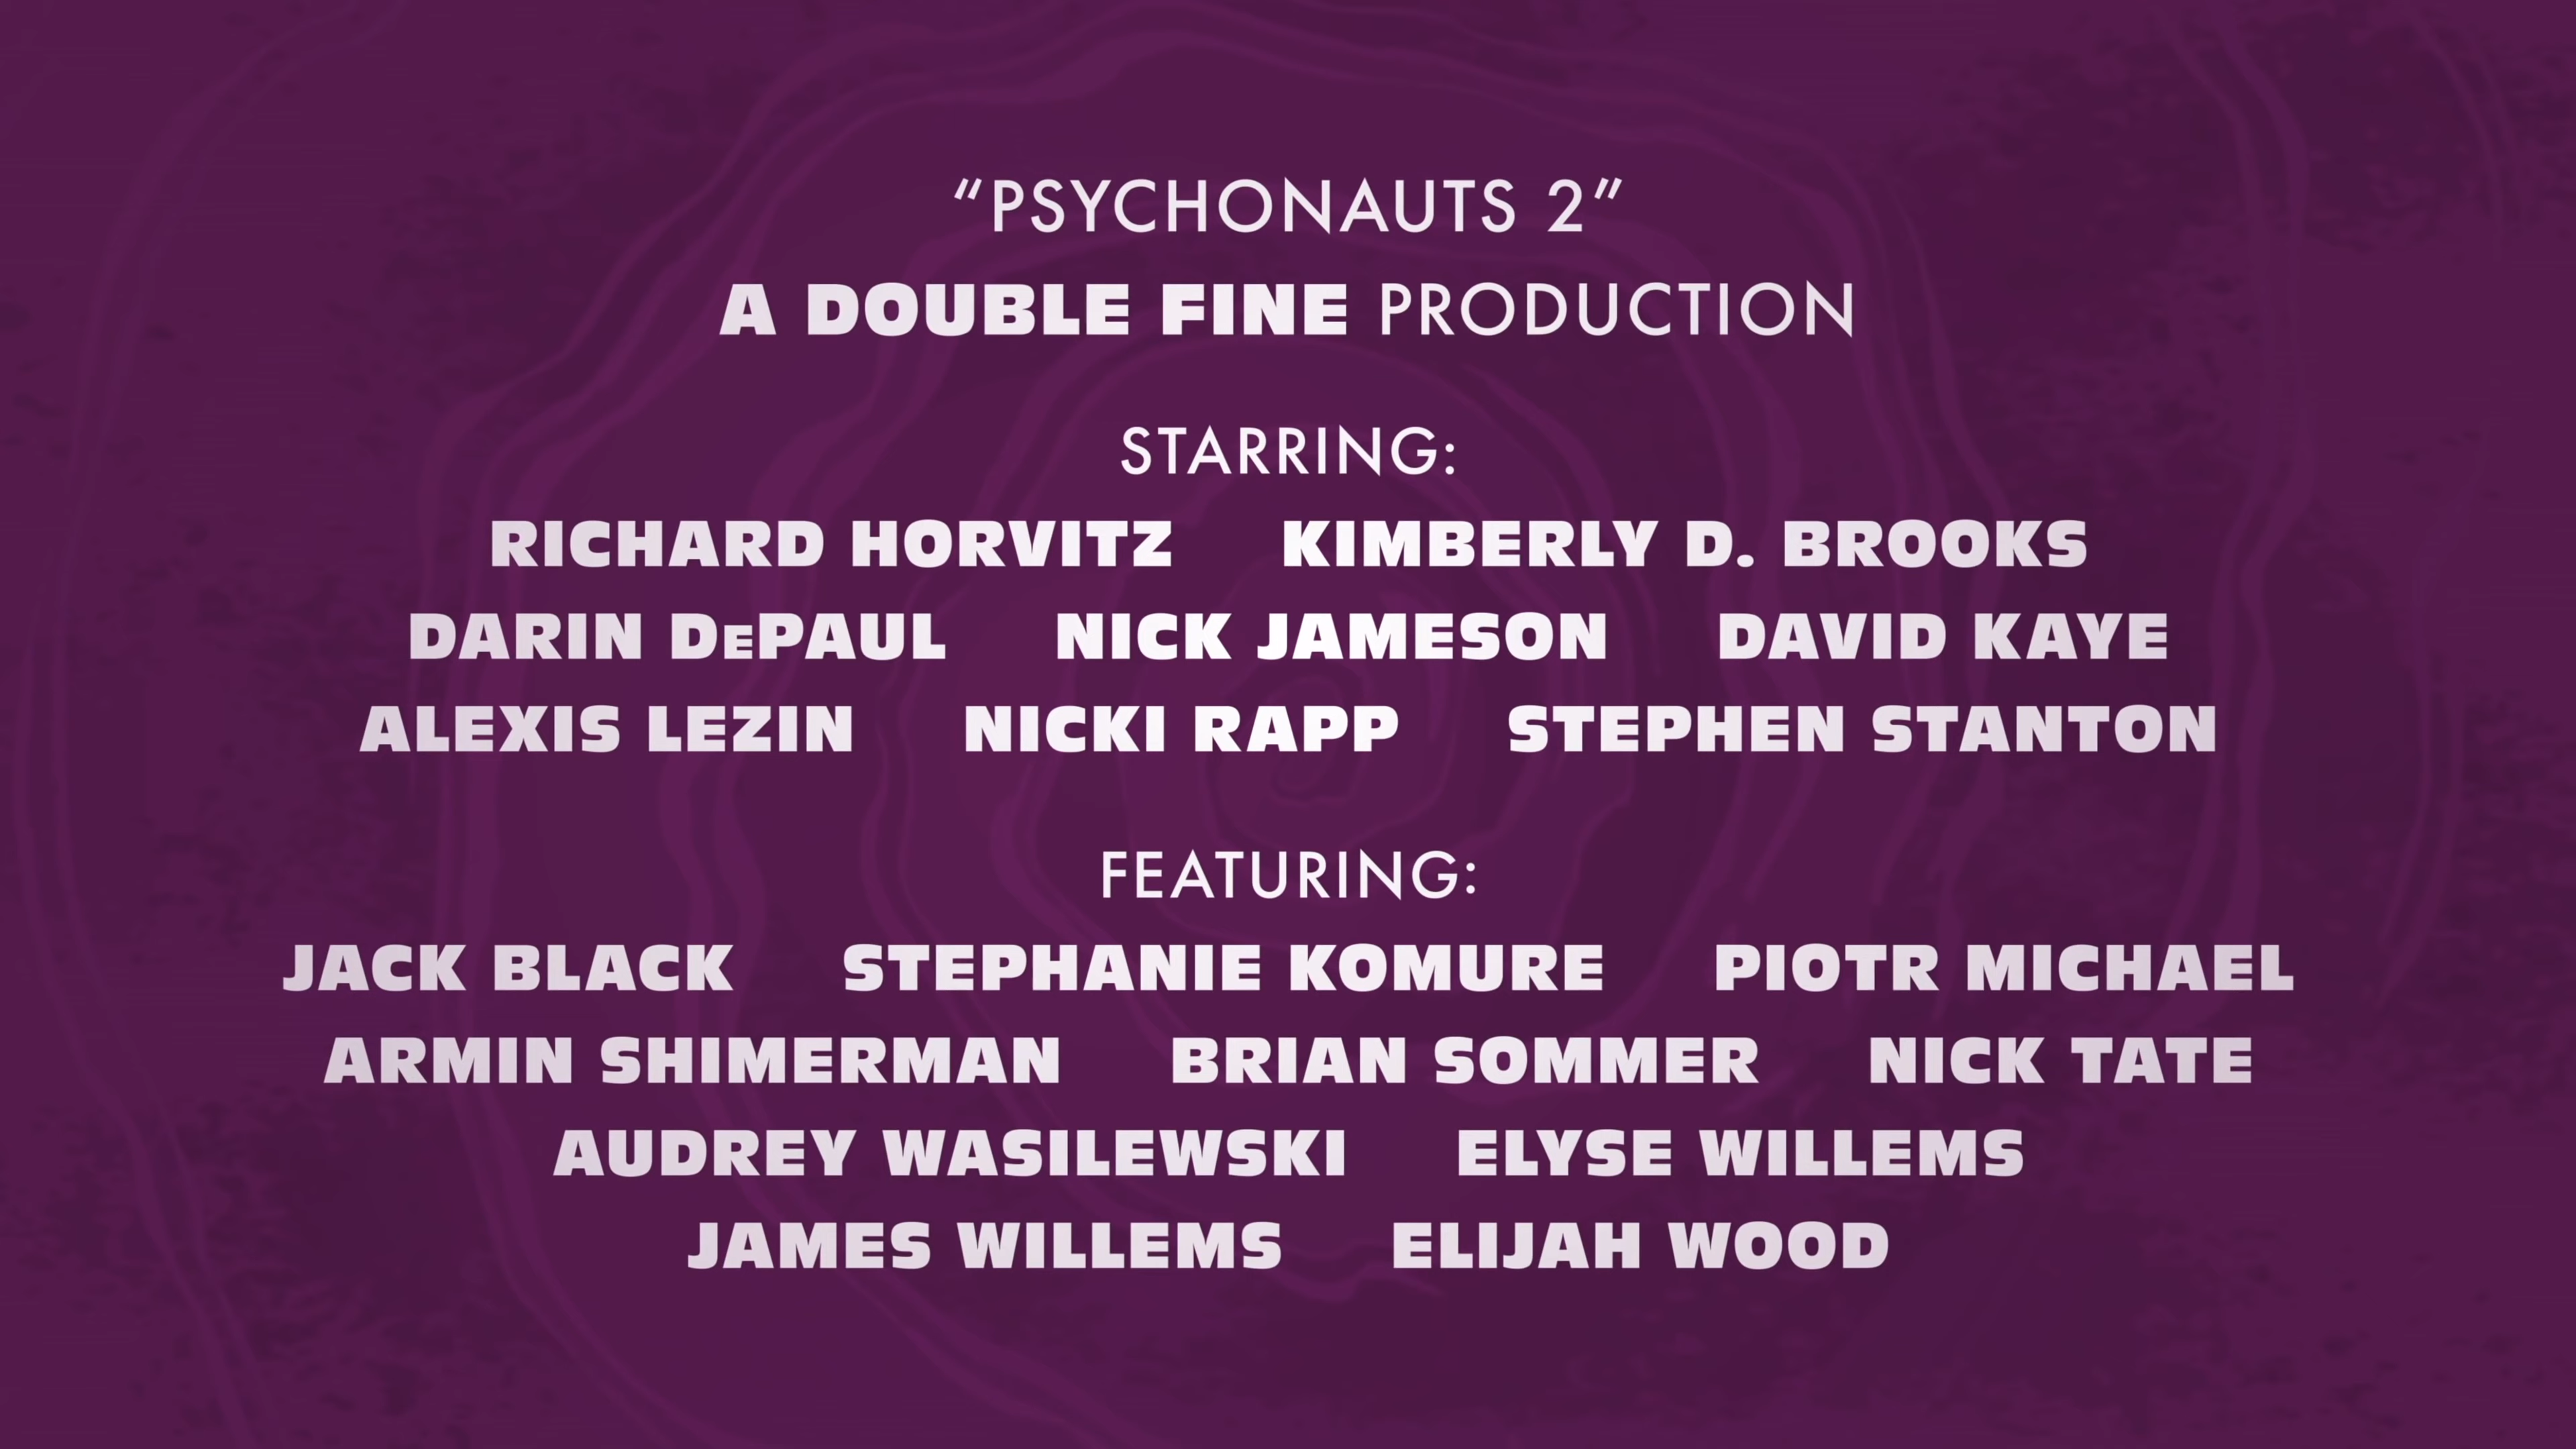 “PSYCHONAUTS 2”
A DOUBLE FINE PRODUCTION
STARRING:
RICHARD HORVITZ KIMBERLY D. BROOKS
DARIN DePAUL NICK JAMESON DAVID KAYE
ALEXIS LEZIN NICKI RAPP STEPHEN STANTON
FEATURING:
JACK BLACK STEPHANIE KOMURE PIOTR MICHAEL
ARMIN SHIMERMAN BRIAN SOMMER NICK TATE
AUDREY WASILEWSKI ELYSE WILLEMS
JAMES WILLEMS ELIJAH WOOD